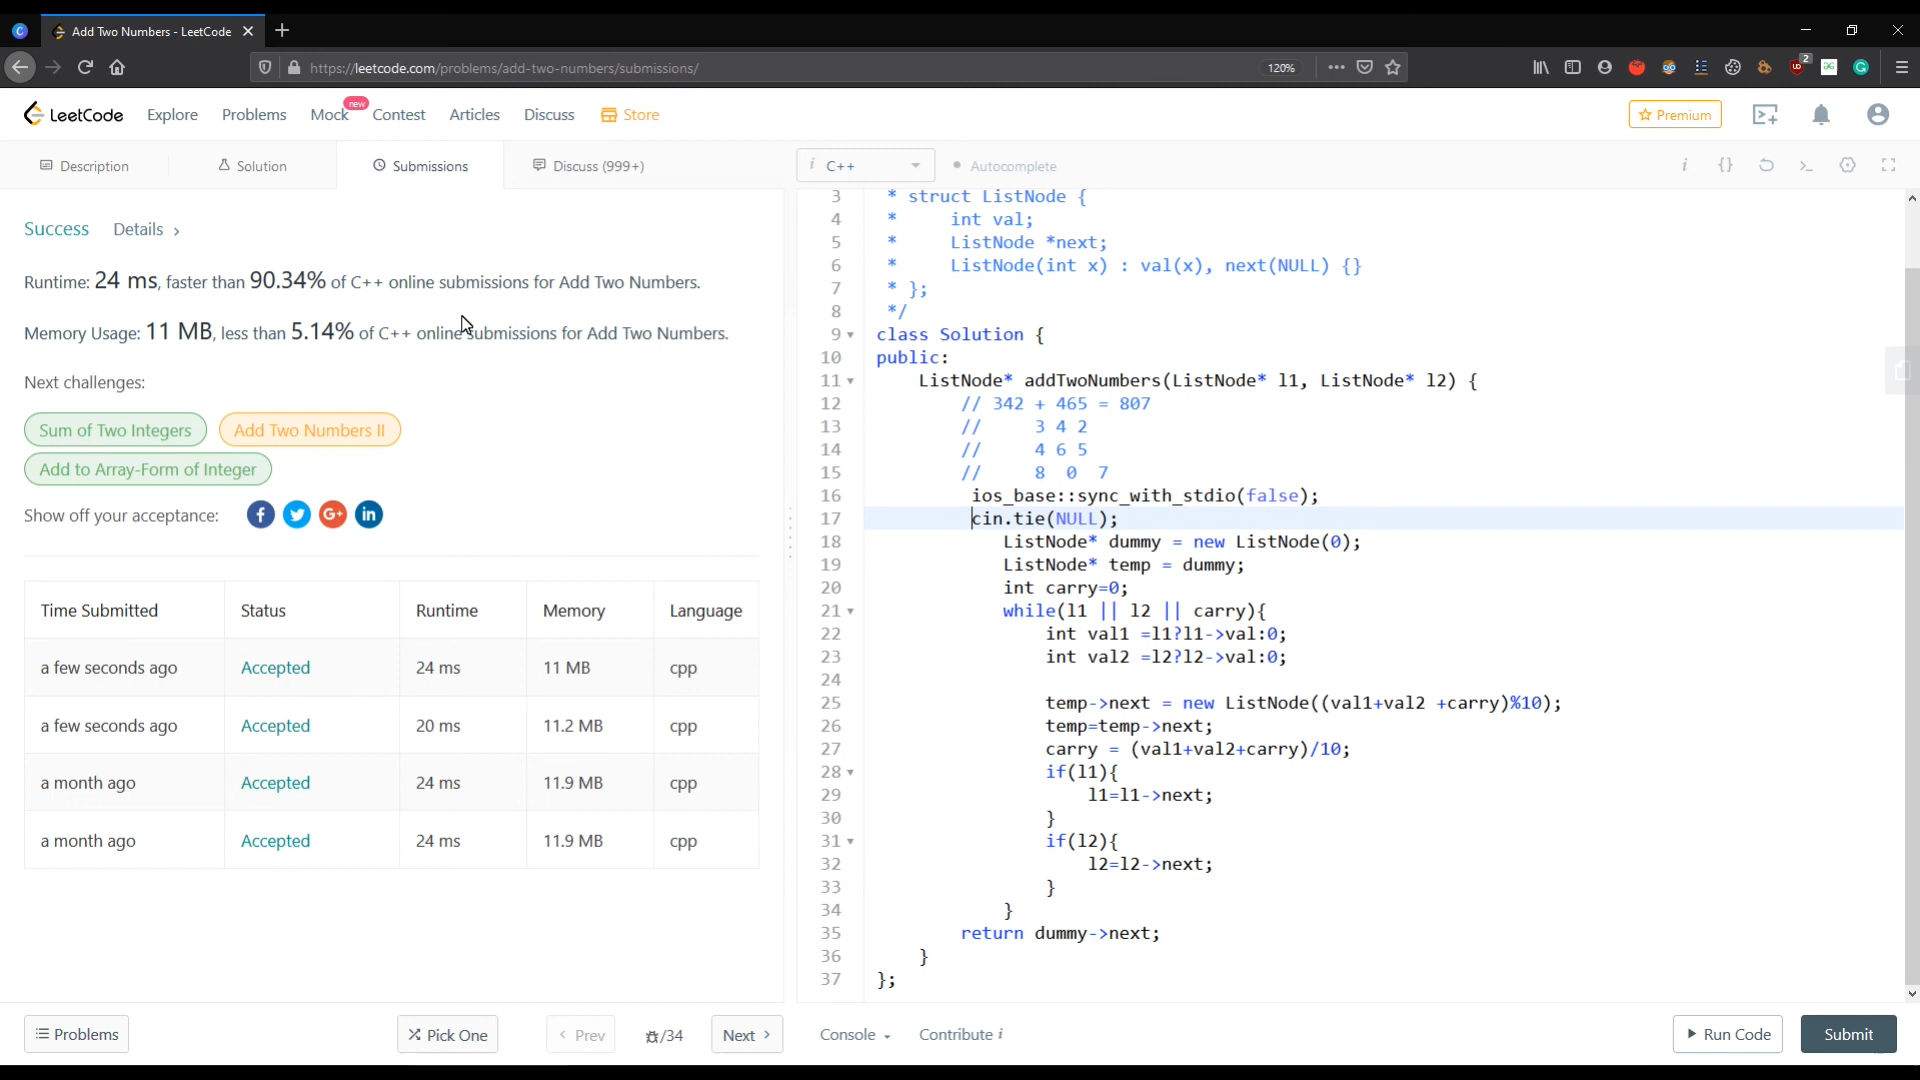 Add Two Numbers - LeetCode
https://leetcode.com/problems/add-two-numbers/submissions/
120%
2
LeetCode
Explore
Problems
Mock
new
Contest
Articles
Discuss
Store
Premium
Description
Solution
Submissions
Discuss (999+)
i C++
Autocomplete
Success Details >
Runtime: 24 ms, faster than 90.34% of C++ online submissions for Add Two Numbers.
Memory Usage: 11 MB, less than 5.14% of C++ online submissions for Add Two Numbers.
Next challenges:
Sum of Two Integers
Add Two Numbers II
Add to Array-Form of Integer
Show off your acceptance:
Time Submitted Status Runtime Memory Language
a few seconds ago Accepted 24 ms 11 MB cpp
a few seconds ago Accepted 20 ms 11.2 MB cpp
a month ago Accepted 24 ms 11.9 MB cpp
a month ago Accepted 24 ms 11.9 MB cpp
3 * struct ListNode {
4 *     int val;
5 *     ListNode *next;
6 *     ListNode(int x) : val(x), next(NULL) {}
7 * };
8 */
9 class Solution {
10 public:
11     ListNode* addTwoNumbers(ListNode* l1, ListNode* l2) {
12         // 342 + 465 = 807
13         //     3 4 2
14         //     4 6 5
15         //     8  0  7
16          ios_base::sync_with_stdio(false);
17          cin.tie(NULL);
18             ListNode* dummy = new ListNode(0);
19             ListNode* temp = dummy;
20             int carry=0;
21             while(l1 || l2 || carry){
22                 int val1 =l1?l1->val:0;
23                 int val2 =l2?l2->val:0;
24
25                 temp->next = new ListNode((val1+val2 +carry)%10);
26                 temp=temp->next;
27                 carry = (val1+val2+carry)/10;
28                 if(l1){
29                     l1=l1->next;
30                 }
31                 if(l2){
32                     l2=l2->next;
33                 }
34             }
35         return dummy->next;
36     }
37 };
Problems
Pick One
< Prev
/34
Next >
Console
Contribute i
Run Code
Submit